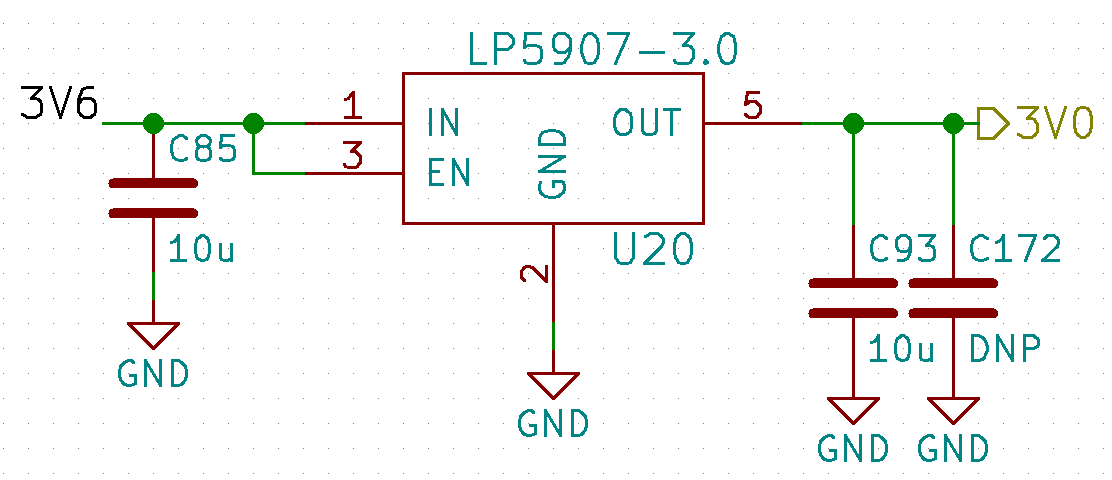 LP5907-3.0
3V6
1
IN
OUT
5
3V0
C85
3
EN
GND
10u
U20
C93
C172
2
10u
DNP
GND
GND
GND
GND